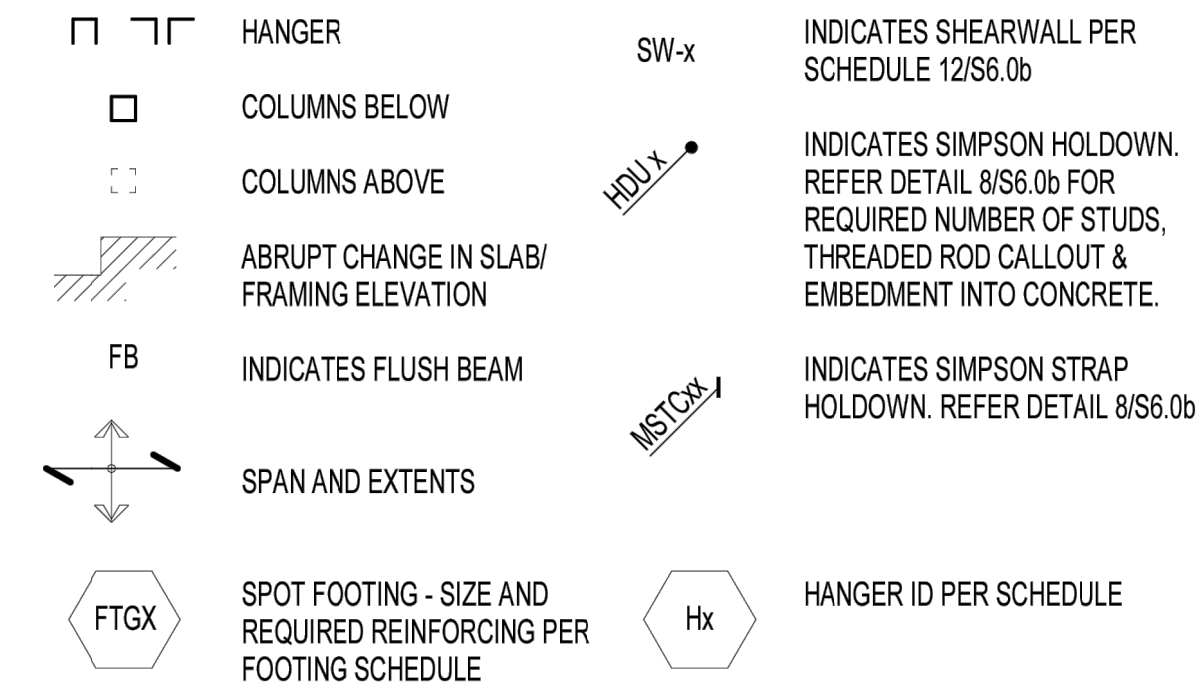 HANGER
COLUMNS BELOW
COLUMNS ABOVE
ABRUPT CHANGE IN SLAB/
FRAMING ELEVATION
FB
INDICATES FLUSH BEAM
SPAN AND EXTENTS
FTGX
SPOT FOOTING - SIZE AND
REQUIRED REINFORCING PER
FOOTING SCHEDULE
SW-x
INDICATES SHEARWALL PER
SCHEDULE 12/S6.0b
HDU x
INDICATES SIMPSON HOLDOWN.
REFER DETAIL 8/S6.0b FOR
REQUIRED NUMBER OF STUDS,
THREADED ROD CALLOUT &
EMBEDMENT INTO CONCRETE.
MSTCxx
INDICATES SIMPSON STRAP
HOLDOWN. REFER DETAIL 8/S6.0b
Hx
HANGER ID PER SCHEDULE